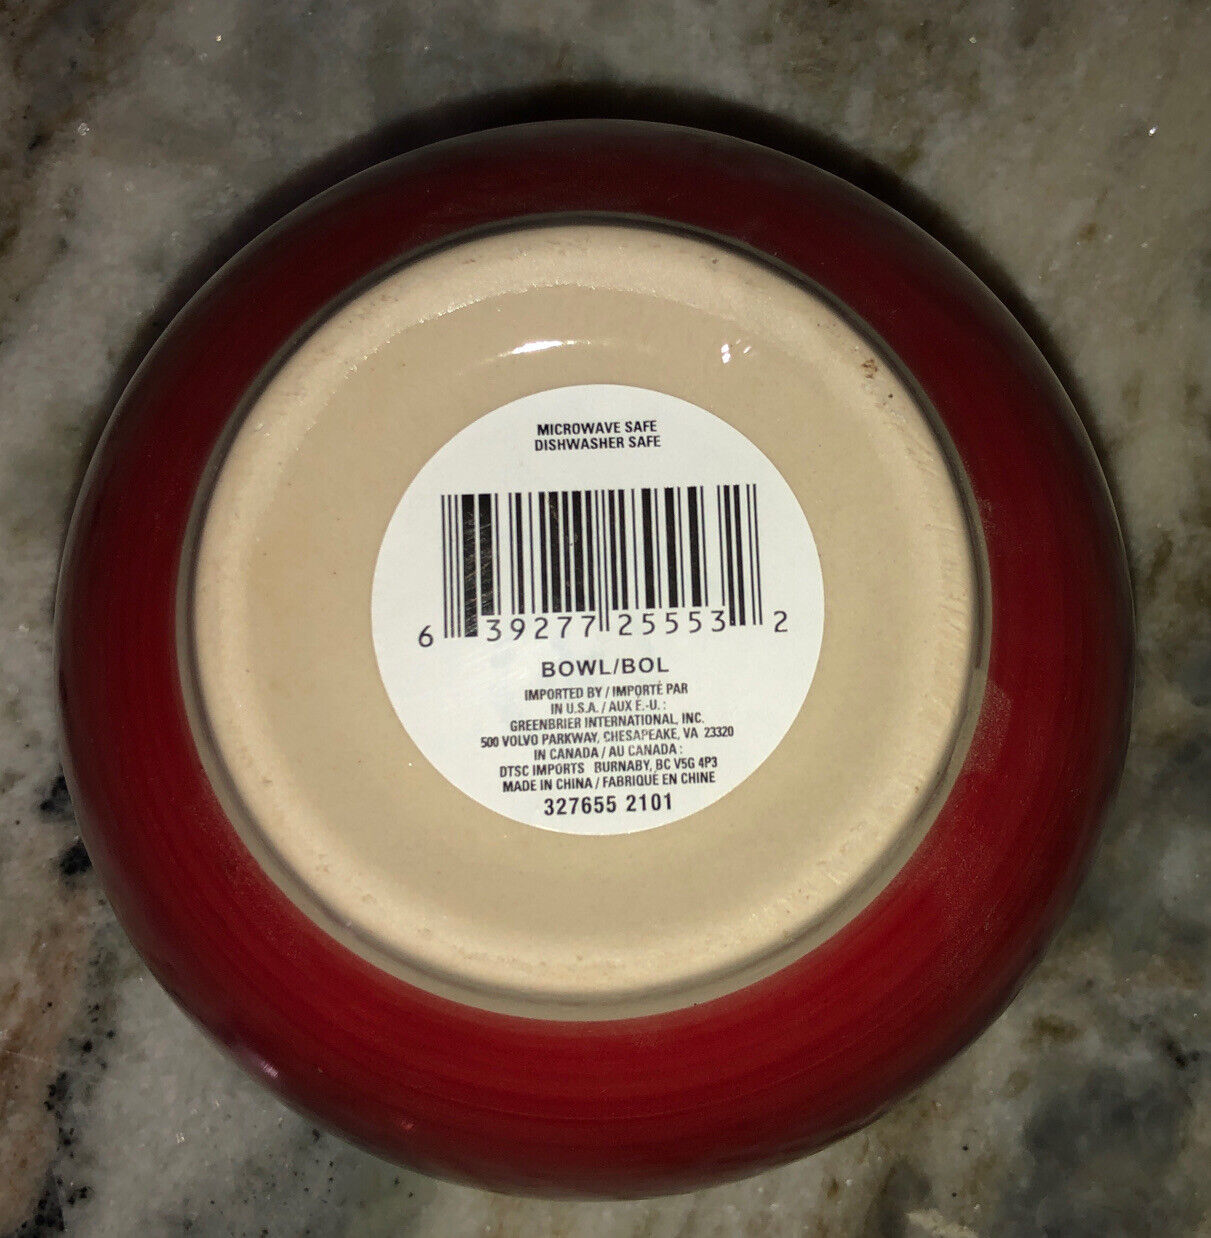 MICROWAVE SAFE
DISHWASHER SAFE
6 39277 25553 2
BOWL/BOL
IMPORTED BY / IMPORTÉ PAR
IN U.S.A. / AUX É.-U. :
GREENBRIER INTERNATIONAL, INC.
500 VOLVO PARKWAY, CHESAPEAKE, VA 23320
IN CANADA / AU CANADA :
DTSC IMPORTS BURNABY, BC V5G 4P3
MADE IN CHINA / FABRIQUÉ EN CHINE
327655 2101